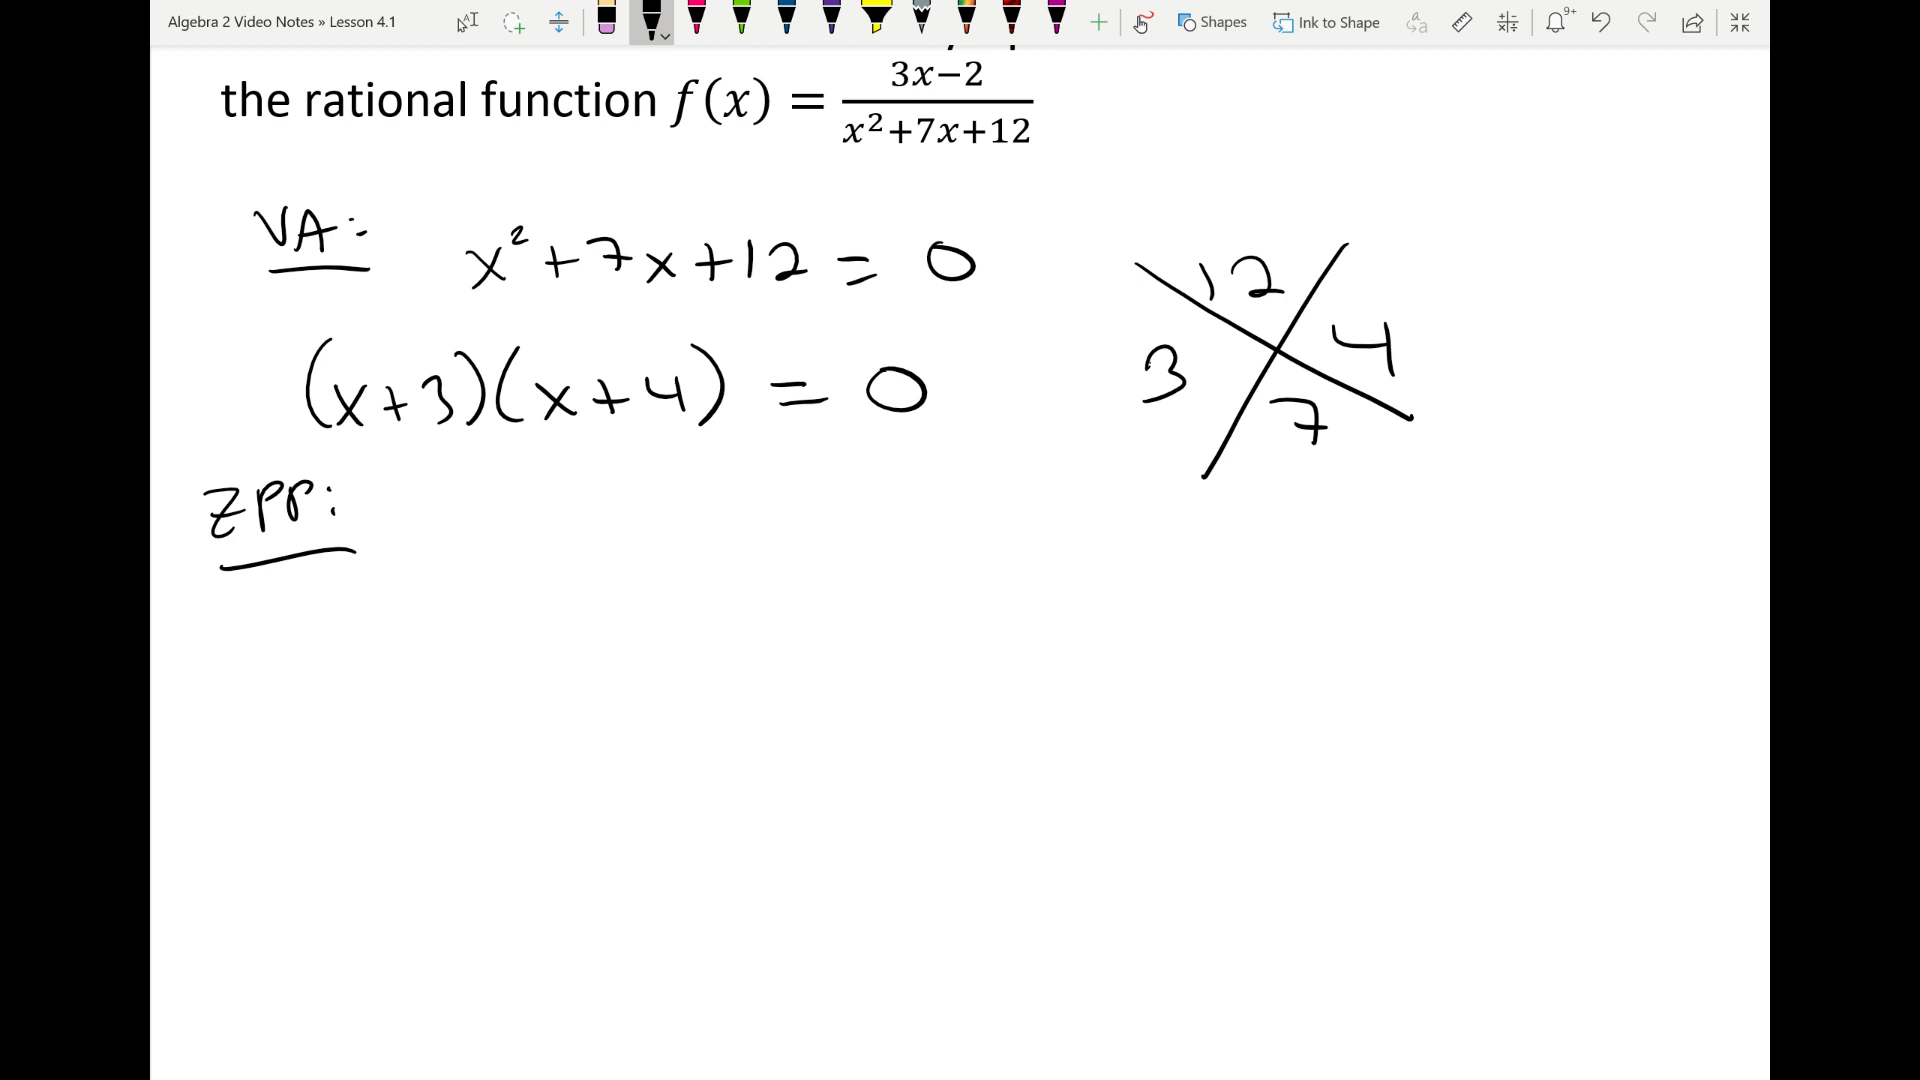 Algebra 2 Video Notes » Lesson 4.1 Shapes Ink to Shape 9+
the rational function f(x) = (3x−2)/(x²+7x+12)
VA:
x² + 7x + 12 = 0
(x+3)(x+4) = 0
12
3 4
7
ZPP: